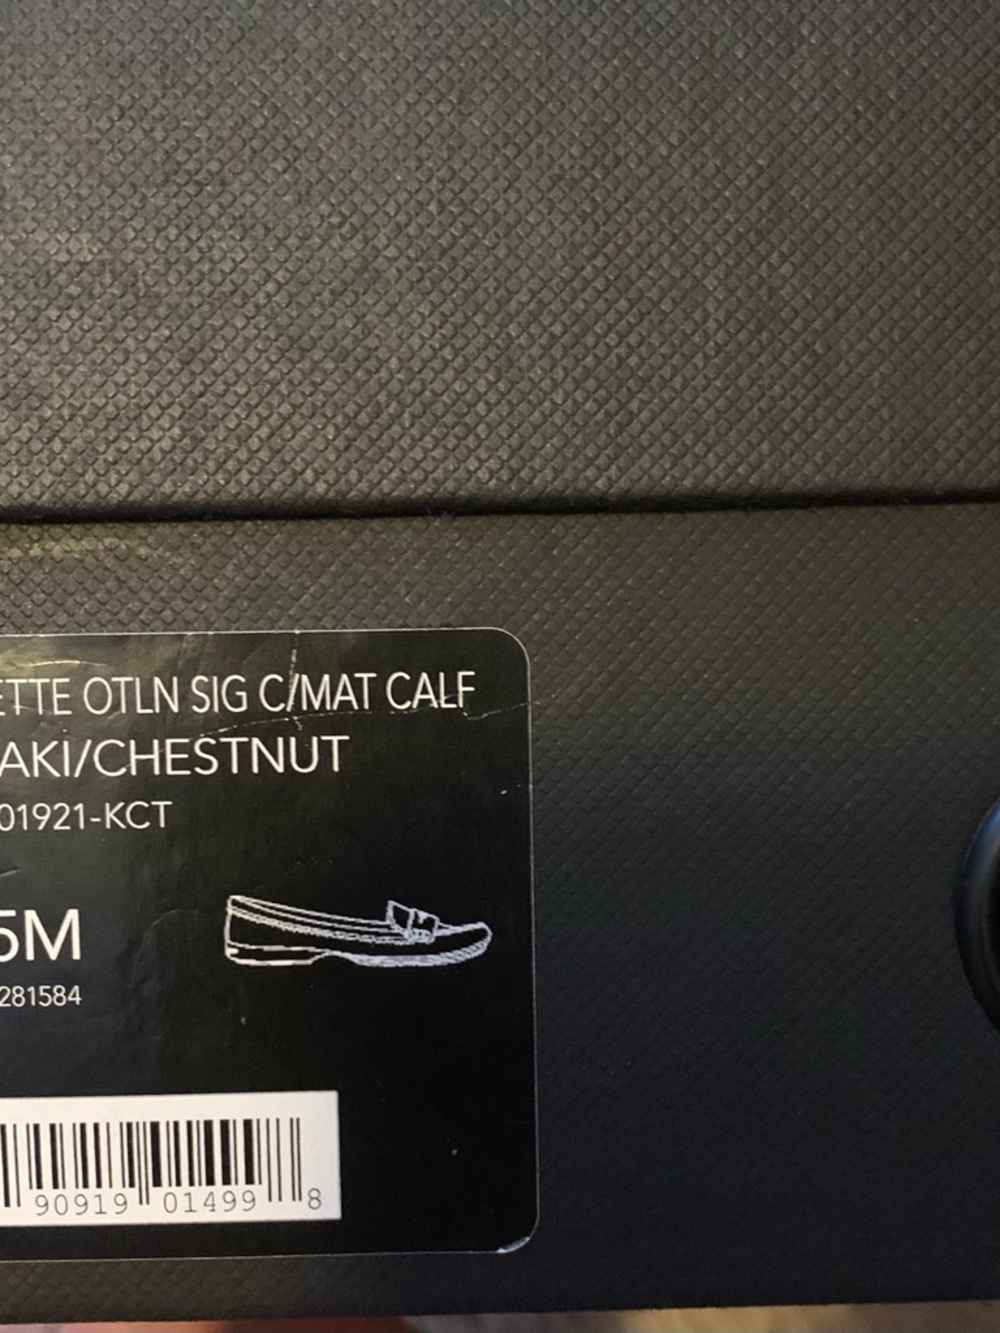 ETTE OTLN SIG C/MAT CALF
AKI/CHESTNUT
01921-KCT
5M
281584
90919 01499 8